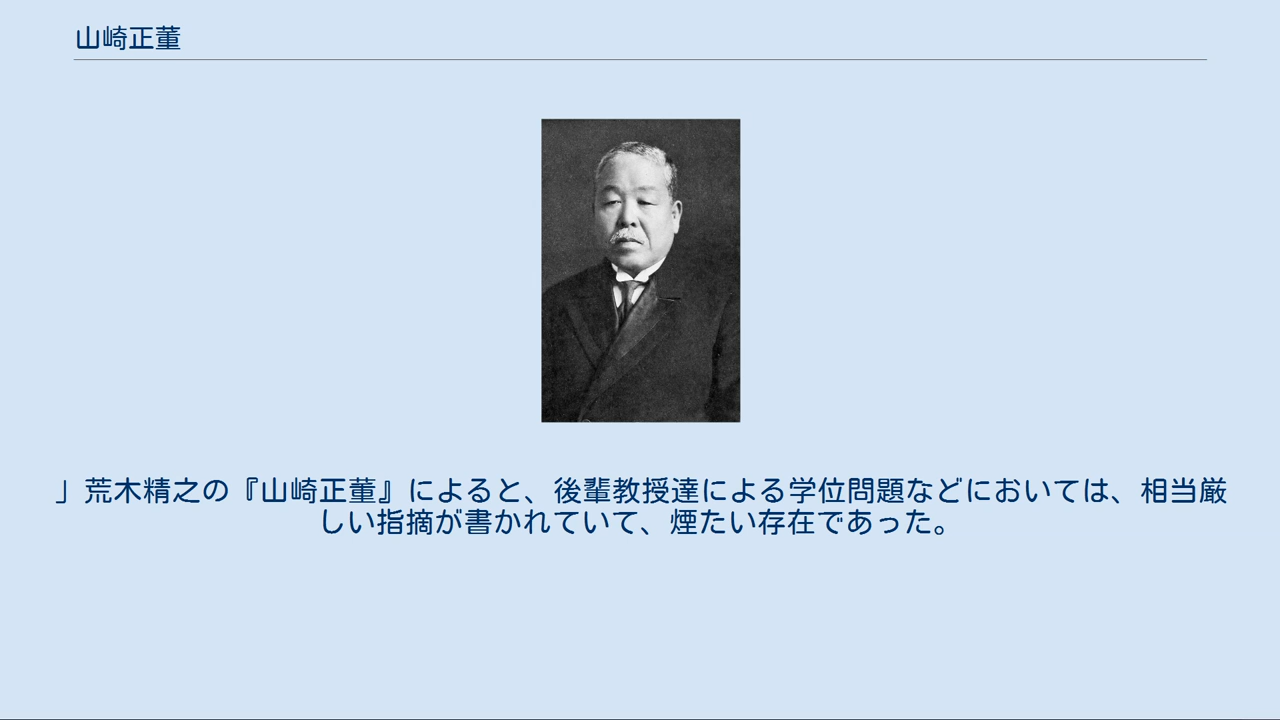 山崎正董
」荒木精之の『山崎正董』によると、後輩教授達による学位問題などにおいては、相当厳
しい指摘が書かれていて、煙たい存在であった。